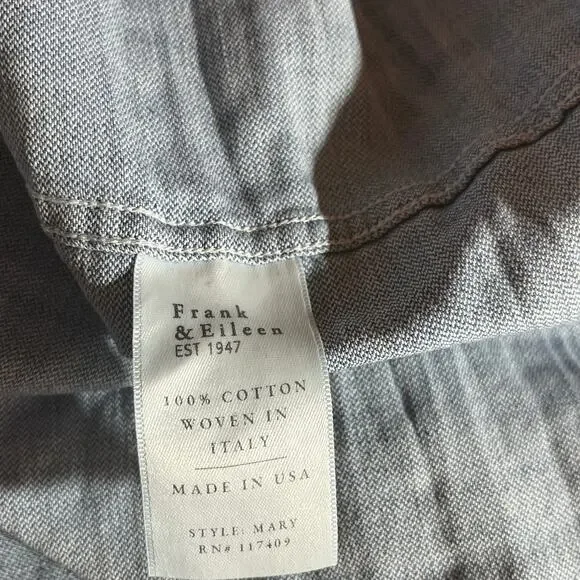 Frank
& Eileen
EST 1947
100% COTTON
WOVEN IN
ITALY
MADE IN USA
STYLE: MARY
RN# 117409